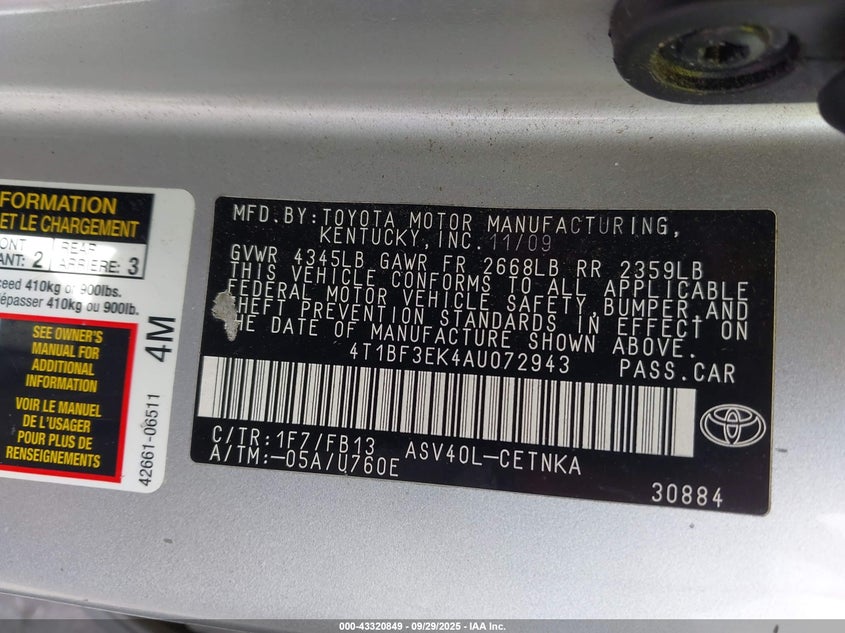 FORMATION
ET LE CHARGEMENT
ANT: 2 REAR ARRIÈRE: 3
eed 410kg or 900lbs.
épasser 410kg ou 900lb.
SEE OWNER'S
MANUAL FOR
ADDITIONAL
INFORMATION
VOIR LE MANUEL
DE L'USAGER
POUR PLUS DE
RENSEIGNEMENTS
4M
42661-06511
MFD.BY:TOYOTA MOTOR MANUFACTURING,
KENTUCKY,INC. 11/09
GVWR 4345LB GAWR FR 2668LB RR 2359LB
THIS VEHICLE CONFORMS TO ALL APPLICABLE
FEDERAL MOTOR VEHICLE SAFETY,BUMPER,AND
THEFT PREVENTION STANDARDS IN EFFECT ON
THE DATE OF MANUFACTURE SHOWN ABOVE.
4T1BF3EK4AU072943 PASS.CAR
C/TR:1F7/FB13 ASV40L-CETNKA
A/TM:-05A/U760E
30884
000-43320849 - 09/29/2025 - IAA Inc.